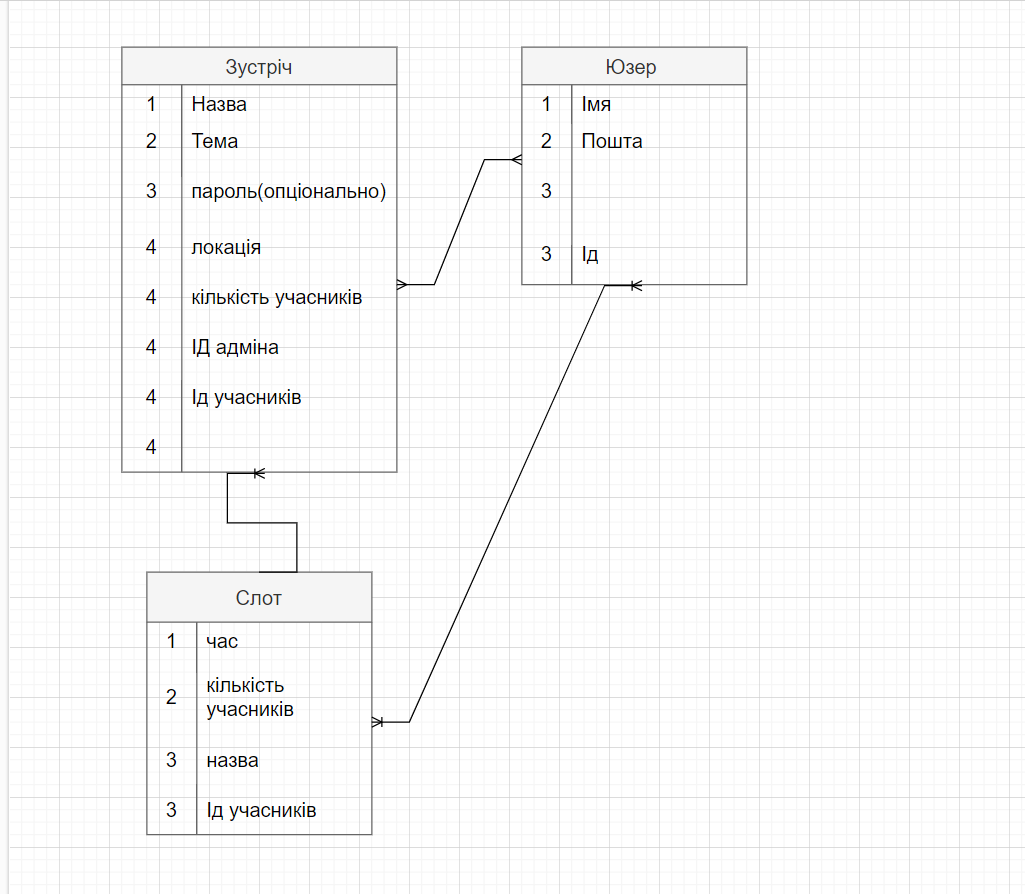 Зустріч
1 Назва
2 Тема
3 пароль(опціонально)
4 локація
4 кількість учасників
4 ІД адміна
4 Ід учасників
4
Юзер
1 Імя
2 Пошта
3
3 Ід
Слот
1 час
2 кількість
учасників
3 назва
3 Ід учасників